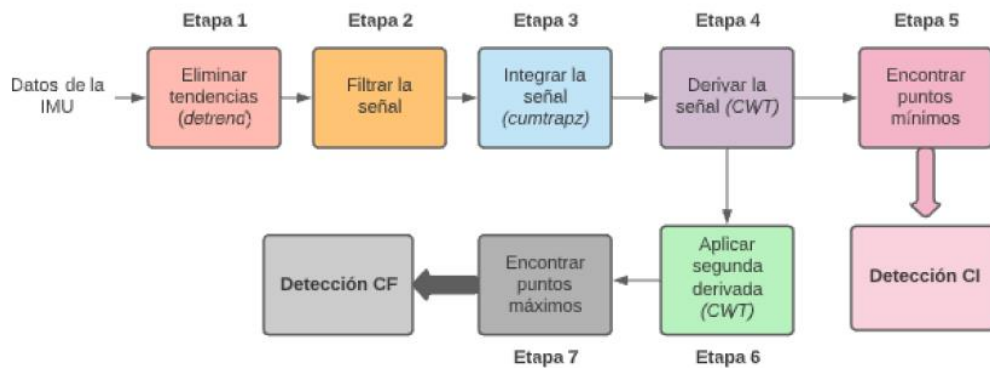 Etapa 1
Etapa 2
Etapa 3
Etapa 4
Etapa 5
Datos de la
IMU
Eliminar
tendencias
(detrend)
Filtrar la
señal
Integrar la
señal
(cumtrapz)
Derivar la
señal (CWT)
Encontrar
puntos
mínimos
Detección CF
Encontrar
puntos
máximos
Aplicar
segunda
derivada
(CWT)
Detección CI
Etapa 7
Etapa 6